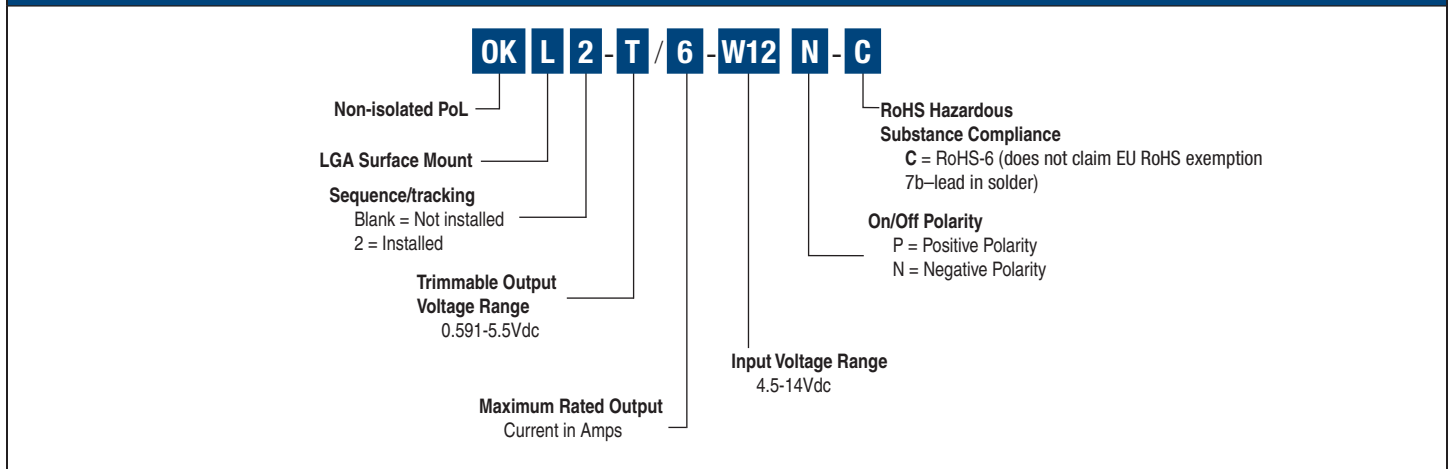 OK L 2 - T / 6 - W12 N - C
Non-isolated PoL
LGA Surface Mount
Sequence/tracking
Blank = Not installed
2 = Installed
Trimmable Output
Voltage Range
0.591-5.5Vdc
Maximum Rated Output
Current in Amps
Input Voltage Range
4.5-14Vdc
On/Off Polarity
P = Positive Polarity
N = Negative Polarity
RoHS Hazardous
Substance Compliance
C = RoHS-6 (does not claim EU RoHS exemption
7b–lead in solder)